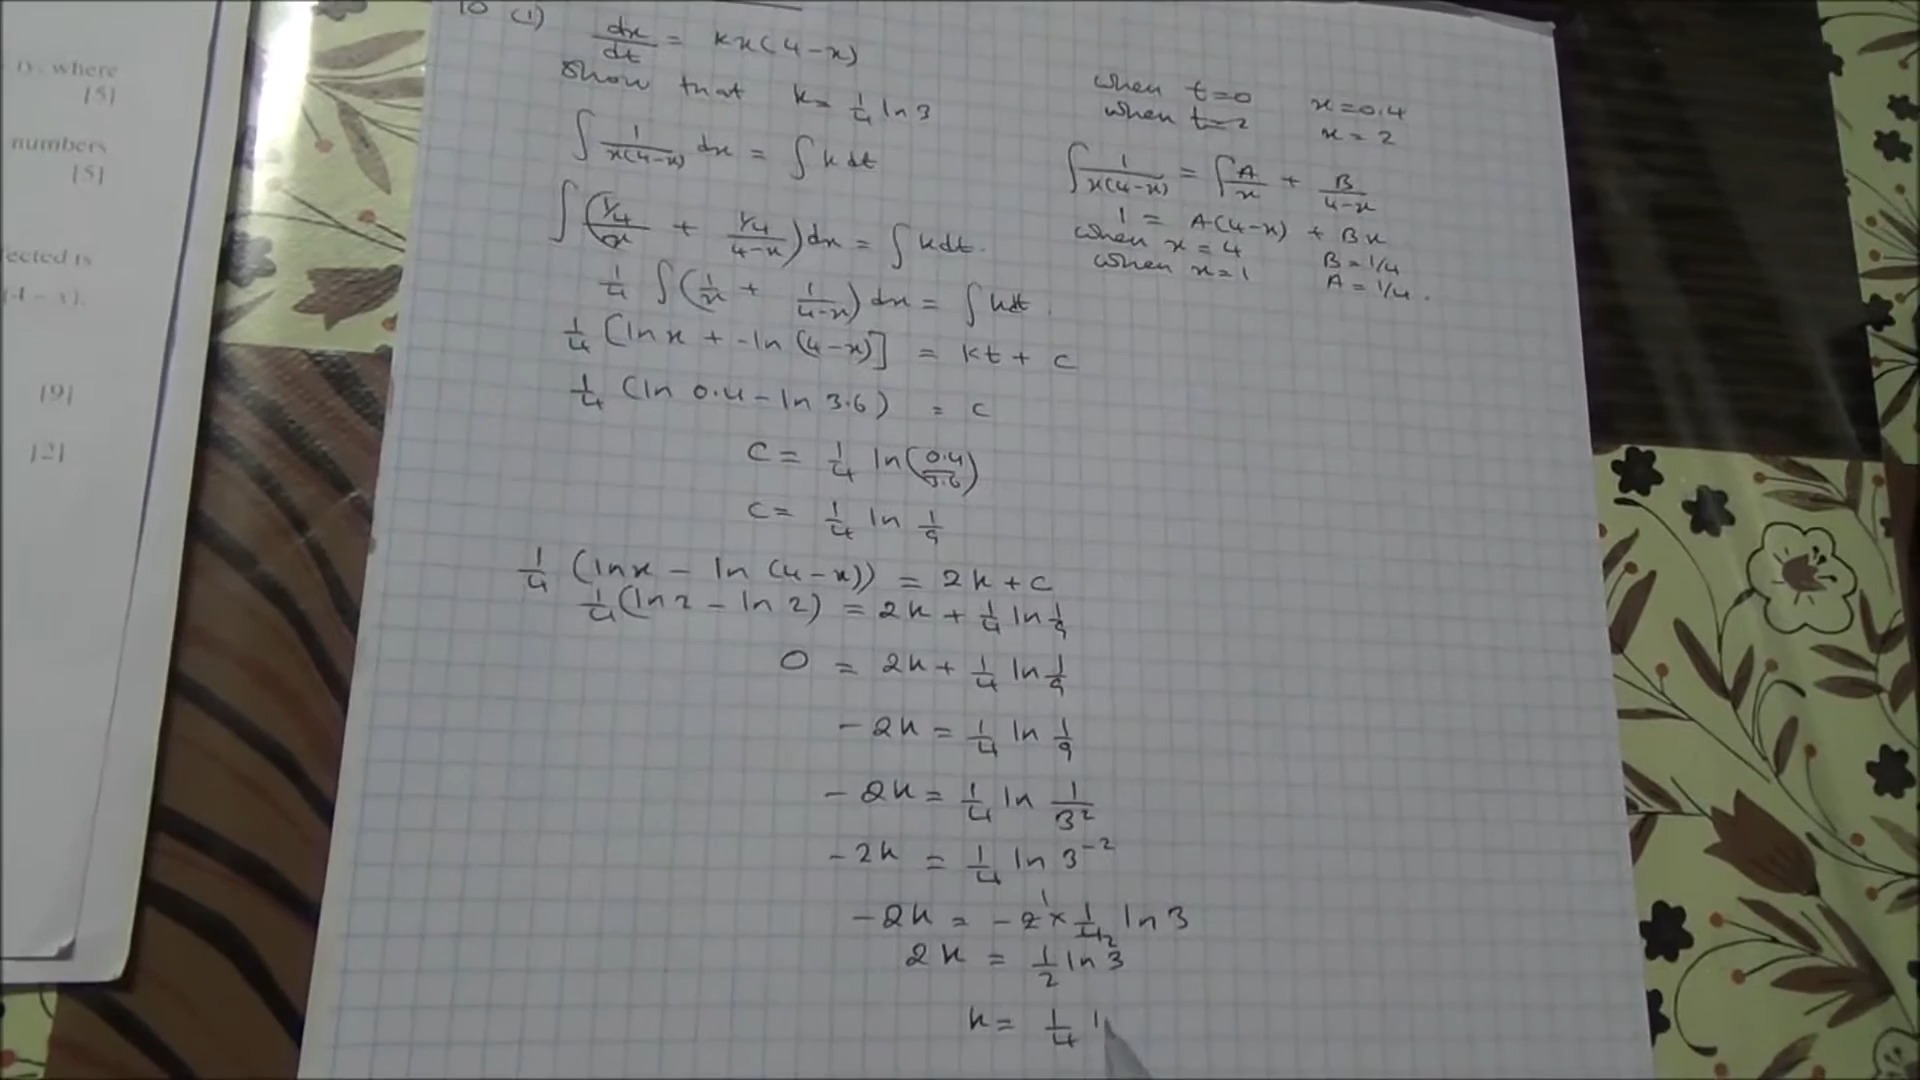 D, where
[5]
numbers
[5]
ected is
(4 – x).
[9]
[2]
10 (1)
dx/dt = kx(4-x)
Show that k = 1/4 ln 3
∫ 1/x(4-x) dx = ∫ k dt
∫ (1/4/x + 1/4/4-x) dx = ∫ k dt.
1/4 ∫ (1/x + 1/4-x) dx = ∫ k dt.
1/4 [ln x + -ln (4-x)] = kt + c
1/4 (ln 0.4 - ln 3.6) = c
c = 1/4 ln (0.4/3.6)
c = 1/4 ln 1/9
1/4 (ln x - ln (4-x)) = 2k + c
1/4 (ln 2 - ln 2) = 2k + 1/4 ln 1/9
0 = 2k + 1/4 ln 1/9
-2k = 1/4 ln 1/9
-2k = 1/4 ln 1/3²
-2k = 1/4 ln 3⁻²
-2k = -2¹ × 1/4₂ ln 3
2k = 1/2 ln 3
k = 1/4 l
when t=0 x=0.4
when t=2 x=2
∫ 1/x(4-x) = ∫ A/x + B/4-x
1 = A(4-x) + Bx
when x = 4 B = 1/4
when x = 1 A = 1/4.